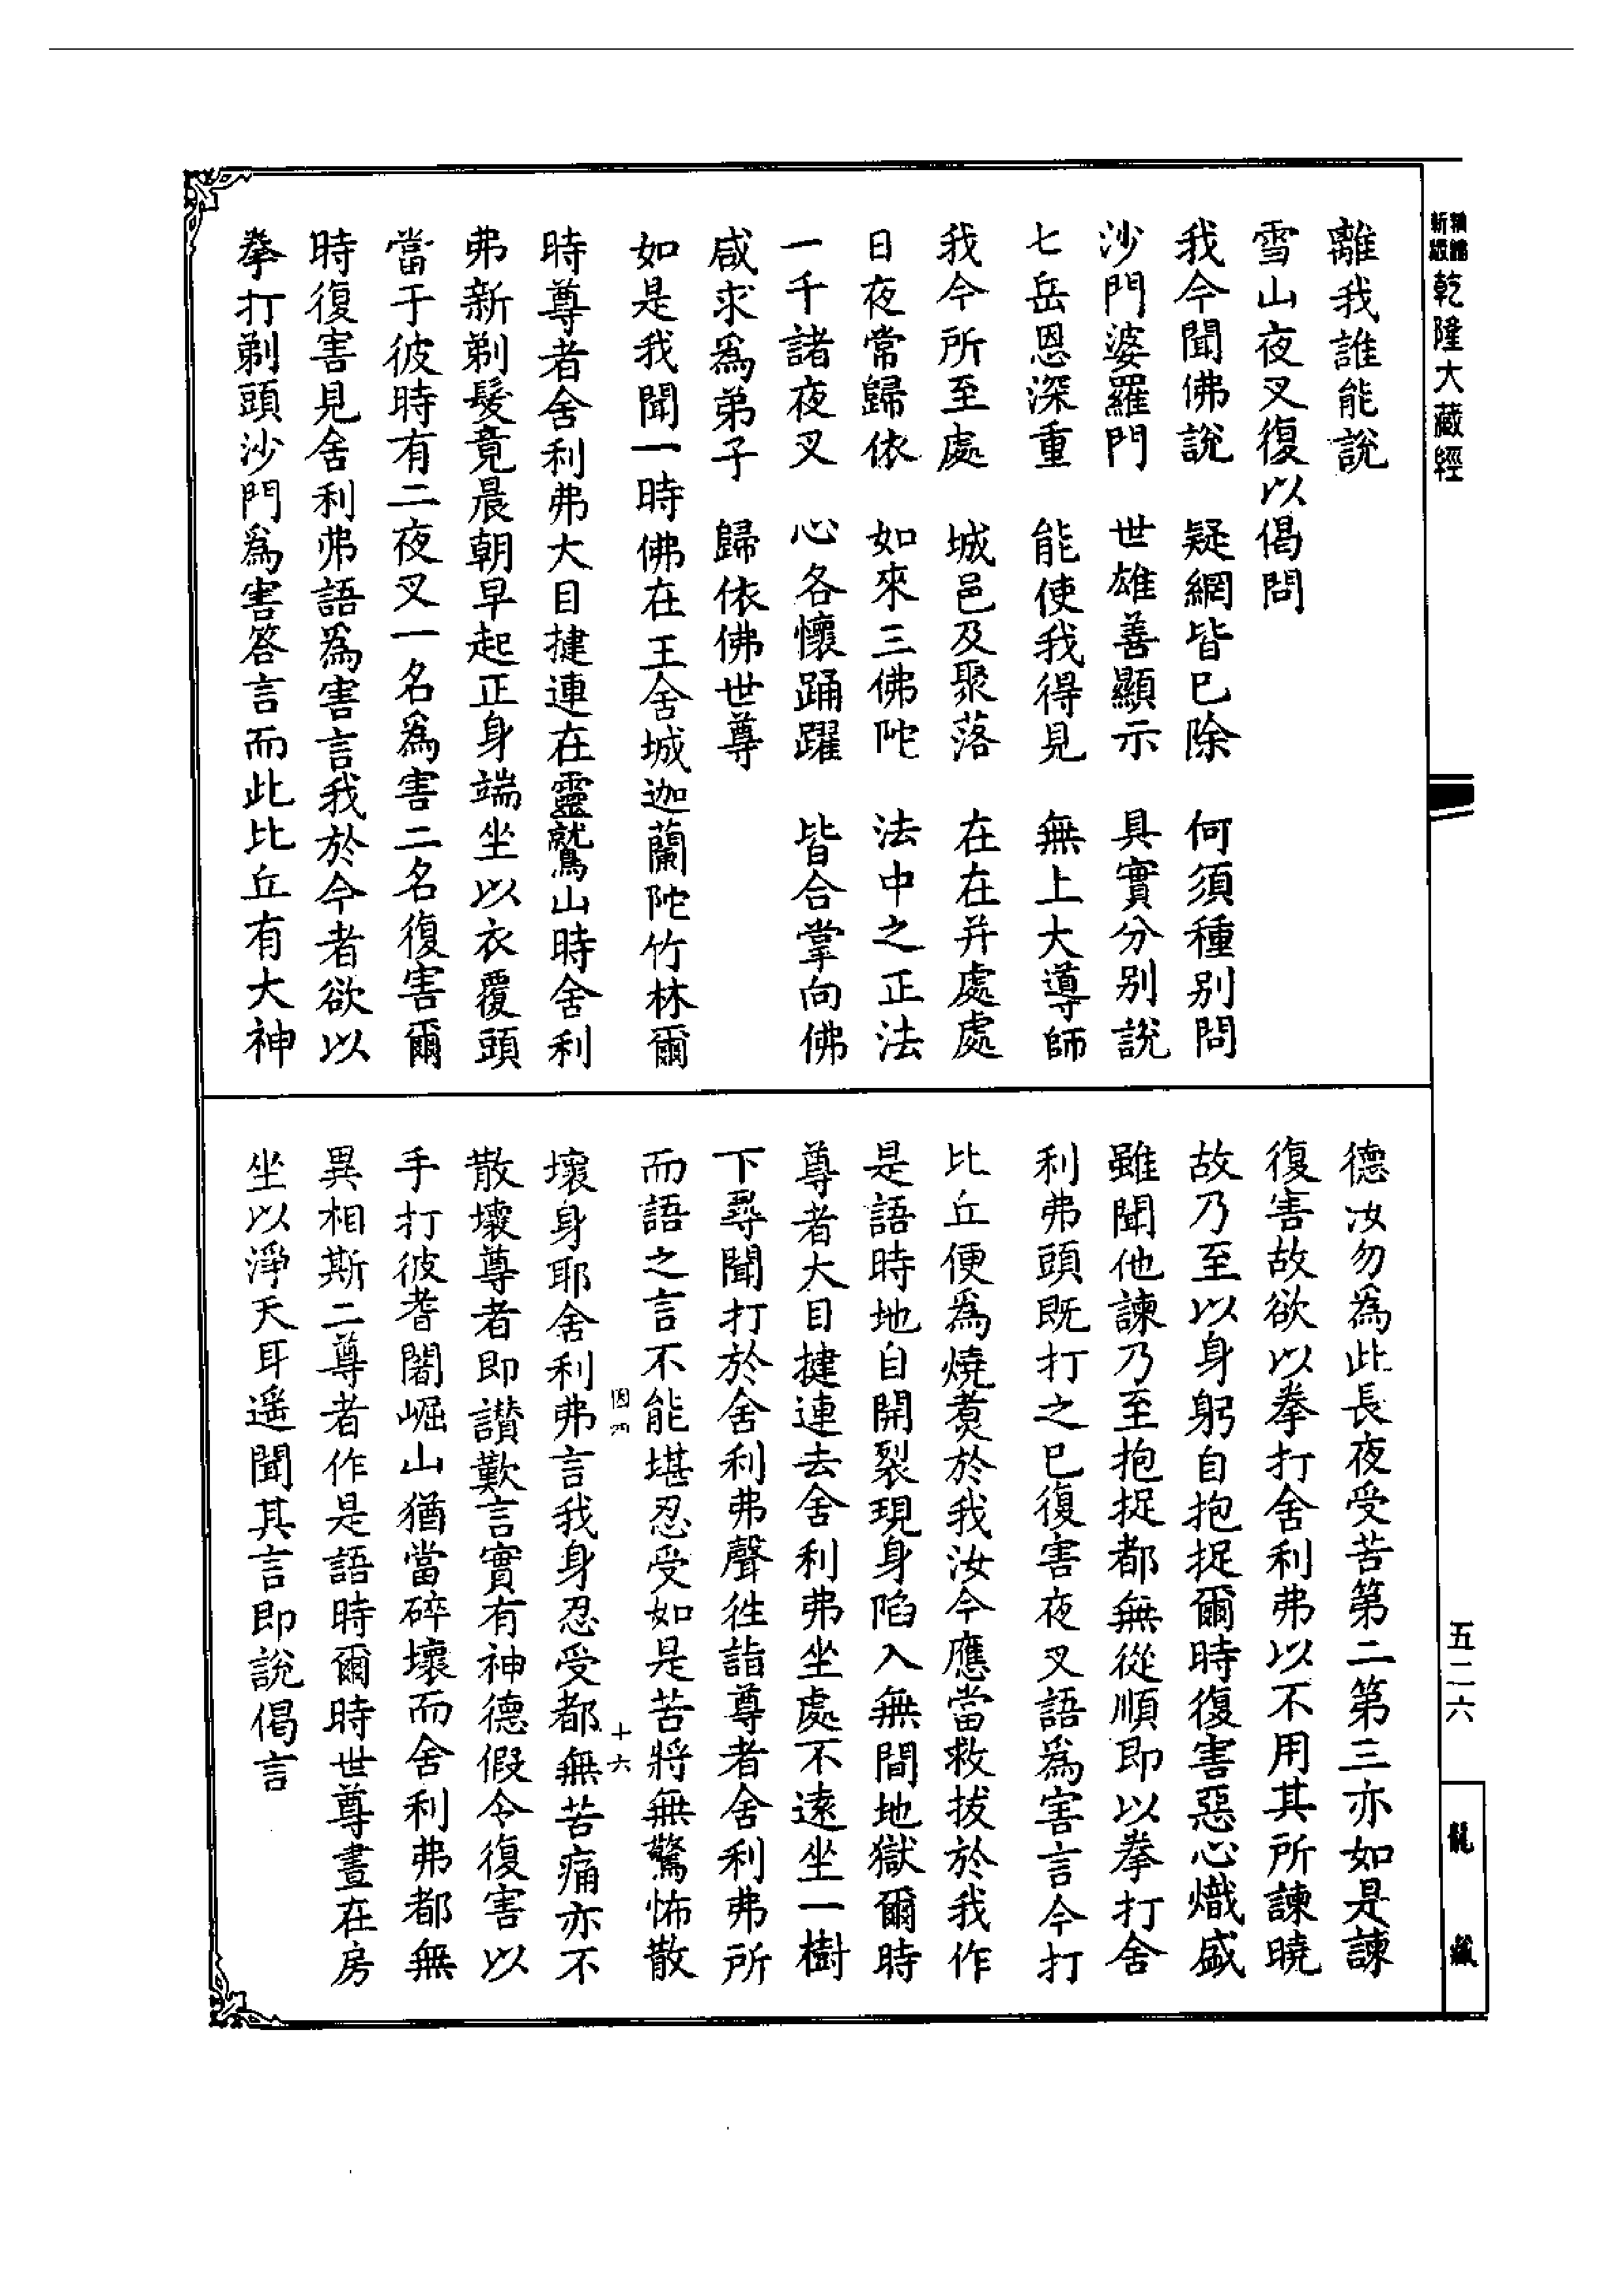 精體新版乾隆大藏經
離我誰能說
雪山夜叉復以偈問
我今聞佛說　疑網皆已除　何須種別問
沙門婆羅門　世雄善顯示　具實分別說
七岳恩深重　能使我得見　無上大導師
我今所至處　城邑及聚落　在在并處處
日夜常歸依　如來三佛陀　法中之正法
一千諸夜叉　心各懷踊躍　皆合掌向佛
咸求爲弟子　歸依佛世尊
如是我聞一時佛在王舍城迦蘭陀竹林爾
時尊者舍利弗大目揵連在靈鷲山時舍利
弗新剃髮竟晨朝早起正身端坐以衣覆頭
當于彼時有二夜叉一名爲害二名復害爾
時復害見舍利弗語爲害言我於今者欲以
拳打剃頭沙門爲害答言而此比丘有大神
德汝勿爲此長夜受苦第二第三亦如是諫
復害故欲以拳打舍利弗以不用其所諫曉
故乃至以身躬自抱捉爾時復害惡心熾盛
雖聞他諫乃至抱捉都無從順即以拳打舍
利弗頭既打之已復害夜叉語爲害言今打
比丘便爲燒煑於我汝今應當救拔於我作
是語時地自開裂現身陷入無間地獄爾時
尊者大目揵連去舍利弗坐處不遠坐一樹
下尋聞打於舍利弗聲徃詣尊者舍利弗所
而語之言不能堪忍受如是苦將無驚怖散
因六　十六
壞身耶舍利弗言我身忍受都無苦痛亦不
散壞尊者即讃歎言實有神德假令復害以
手打彼耆闍崛山猶當碎壞而舍利弗都無
異相斯二尊者作是語時爾時世尊晝在房
坐以淨天耳遥聞其言即說偈言
五二六
龍藏